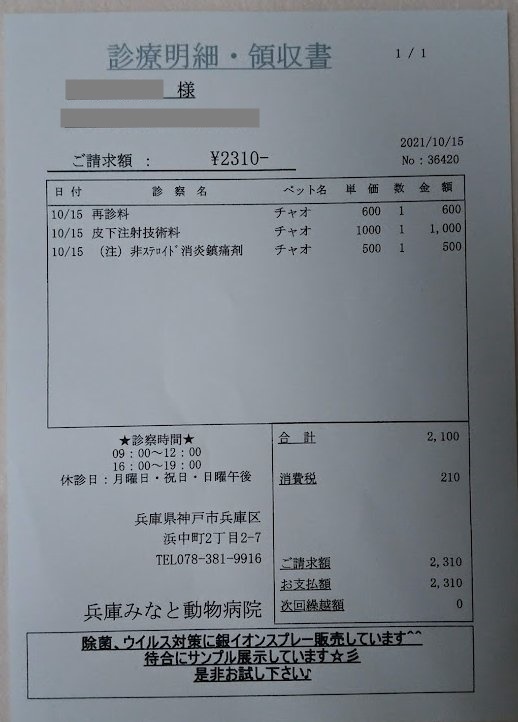 診療明細・領収書
1 / 1
様
2021/10/15
ご請求額 : ¥2310-
No:36420
日付 診察名 ペット名 単価 数 金額
10/15 再診料 チャオ 600 1 600
10/15 皮下注射技術料 チャオ 1000 1 1,000
10/15 (注)非ｽﾃﾛｲﾄﾞ消炎鎮痛剤 チャオ 500 1 500
★診察時間★
09:00～12:00
16:00～19:00
休診日:月曜日・祝日・日曜午後
兵庫県神戸市兵庫区
浜中町2丁目2-7
TEL078-381-9916
兵庫みなと動物病院
合計 2,100
消費税 210
ご請求額 2,310
お支払額 2,310
次回繰越額 0
除菌、ウイルス対策に銀イオンスプレー販売しています^^
待合にサンプル展示しています☆彡
是非お試し下さい♪